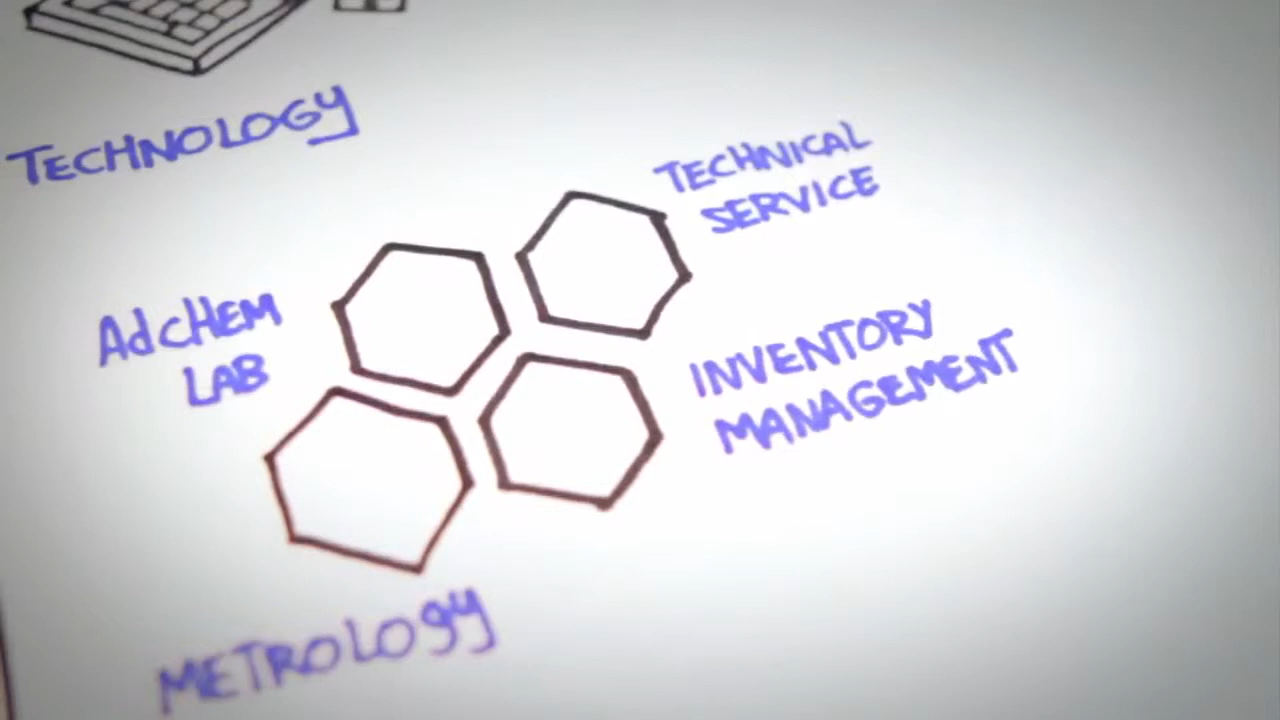 TECHNOLOGY
TECHNICAL
SERVICE
AdcHEM
LAB
INVENTORY
MANAGEMENT
METROLOgy